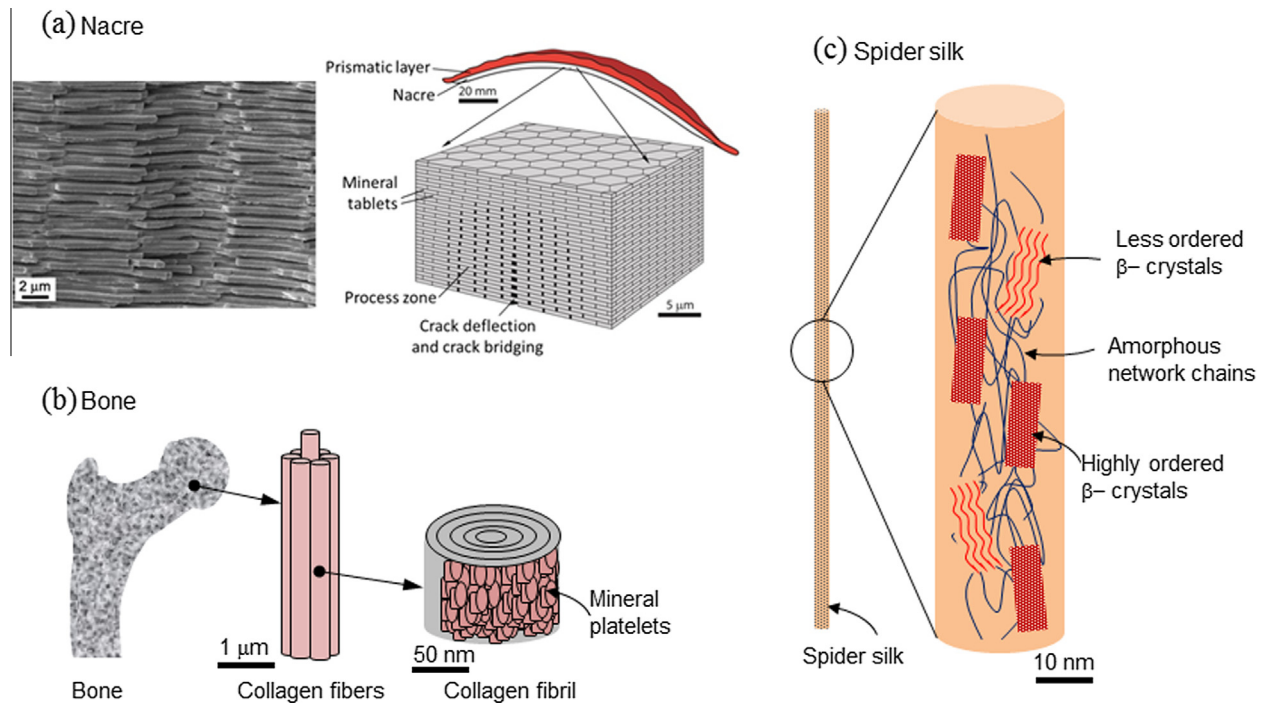 (a) Nacre
Prismatic layer
Nacre
20 mm
Mineral
tablets
Process zone
Crack deflection
and crack bridging
5 μm
2 μm
(b) Bone
1 μm
50 nm
Mineral
platelets
Bone
Collagen fibers
Collagen fibril
(c) Spider silk
Less ordered
β– crystals
Amorphous
network chains
Highly ordered
β– crystals
Spider silk
10 nm